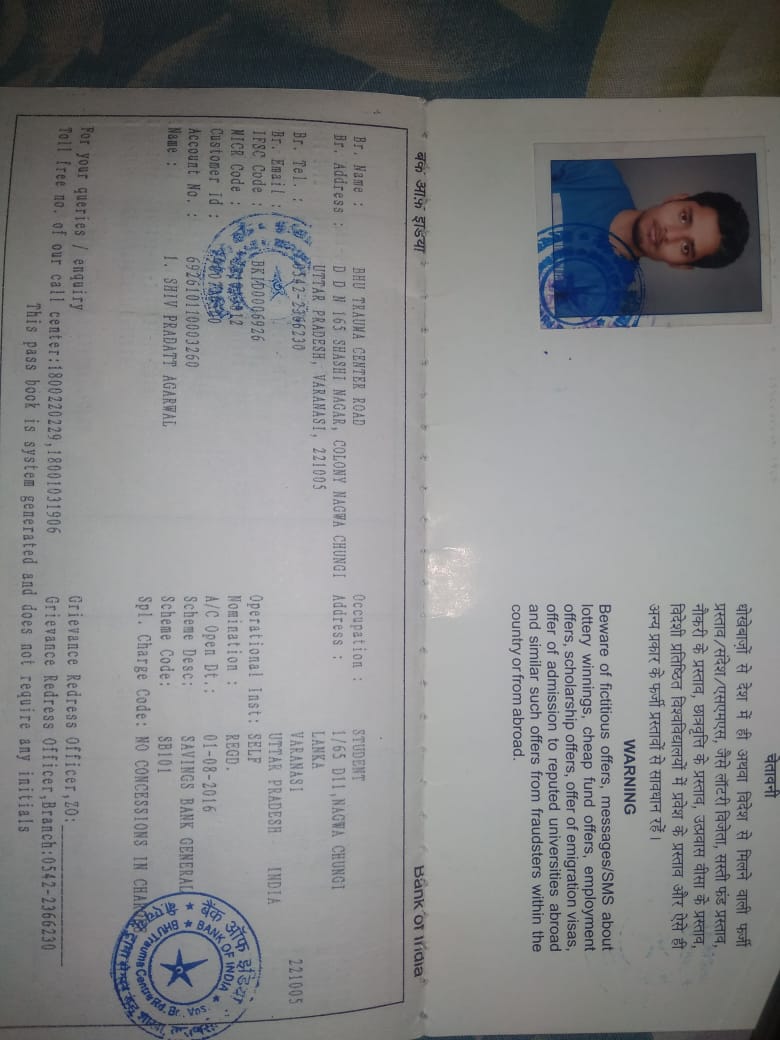 चेतावनी
धोखेबाज़ों से देश में ही अथवा विदेश से मिलने वाली फर्जी
प्रस्ताव/संदेश/एसएमएस, जैसे लॉटरी विजेता, सस्ती फंड प्रस्ताव,
नौकरी के प्रस्ताव, छात्रवृत्ति के प्रस्ताव, उत्प्रवास वीसा के प्रस्ताव,
विदेशी प्रतिष्ठित विश्वविद्यालयों में प्रवेश के प्रस्ताव और ऐसे ही
अन्य प्रकार के फर्जी प्रस्तावों से सावधान रहें।
WARNING
Beware of fictitious offers, messages/SMS about
lottery winnings, cheap fund offers, employment
offers, scholarship offers, offer of emigration visas,
offer of admission to reputed universities abroad
and similar such offers from fraudsters within the
country or from abroad.
बैंक ऑफ़ इंडिया
Bank of India
Br. Name : BHU TRAUMA CENTER ROAD
Br. Address : D D N 165 SHASHI NAGAR, COLONY NAGWA CHUNGI
UTTAR PRADESH, VARANASI, 221005
Br. Tel. : 0542-2366230
Br. Email :
IFSC Code : BKID0006926
MICR Code :
Customer id :
Account No. : 692610110003260
Name : 1. SHIV PRADATT AGARWAL
Occupation : STUDENT
Address : 1/65 D11,NAGWA CHUNGI
LANKA
VARANASI 221005
UTTAR PRADESH INDIA
Operational Inst: SELF
Nomination : REGD.
A/C Open Dt.: 01-08-2016
Scheme Desc: SAVINGS BANK GENERAL
Scheme Code: SB101
Spl. Charge Code: NO CONCESSIONS IN
बैंक ऑफ इंडिया
BANK OF INDIA
BHU Trauma Centre Rd. Br.
For your queries / enquiry
Toll free no. of our call center:1800220229,18001031906
Grievance Redress Officer,ZO:
Grievance Redress Officer,Branch:0542-2366230
This pass book is system generated and does not require any initials